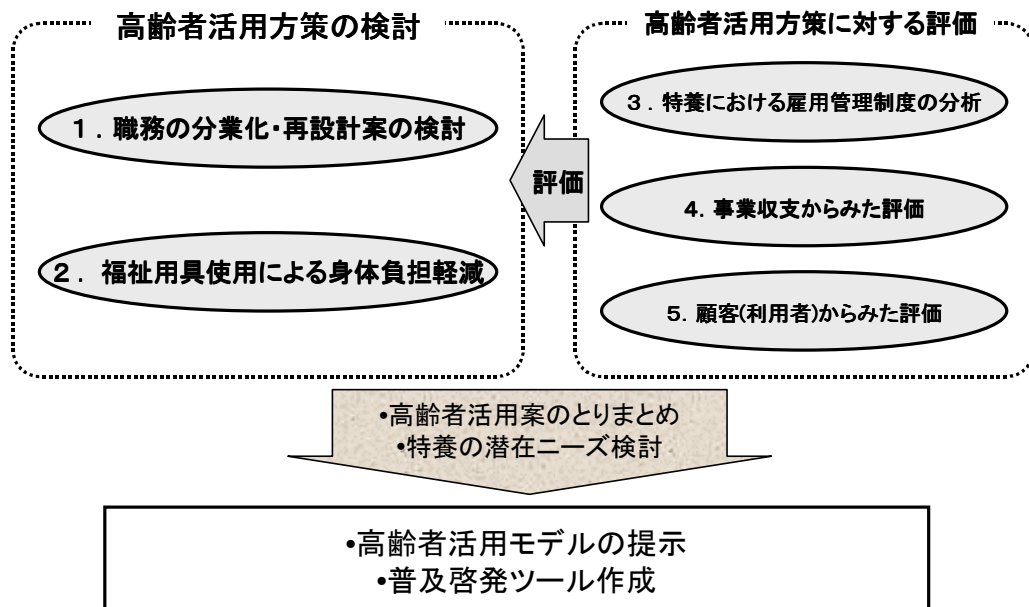 高齢者活用方策の検討
１．職務の分業化・再設計案の検討
２．福祉用具使用による身体負担軽減
評価
高齢者活用方策に対する評価
３．特養における雇用管理制度の分析
４．事業収支からみた評価
５．顧客(利用者)からみた評価
•高齢者活用案のとりまとめ
•特養の潜在ニーズ検討
•高齢者活用モデルの提示
•普及啓発ツール作成